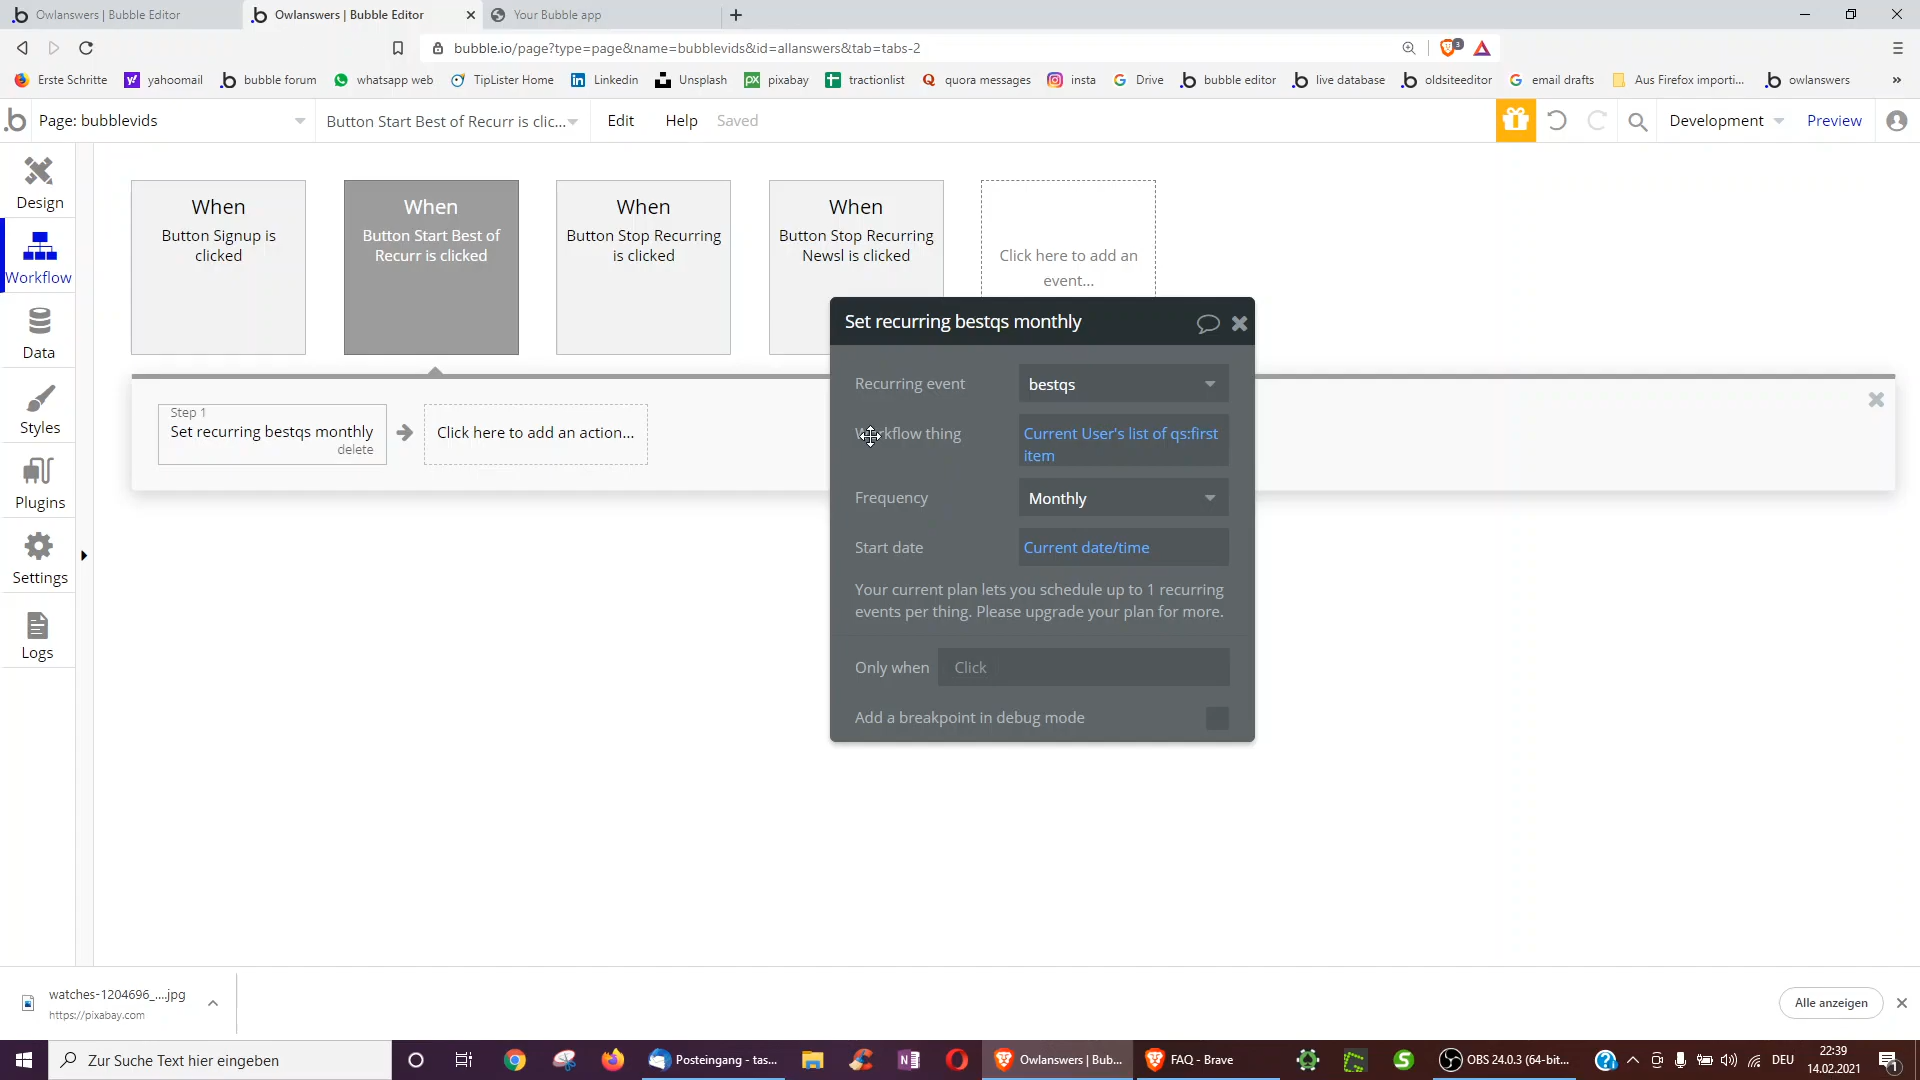 Owlanswers | Bubble Editor
Owlanswers | Bubble Editor
Your Bubble app
bubble.io/page?type=page&name=bubblevids&id=allanswers&tab=tabs-2
3
Erste Schritte
yahoomail
bubble forum
whatsapp web
TipLister Home
Linkedin
Unsplash
pixabay
tractionlist
quora messages
insta
Drive
bubble editor
live database
oldsiteeditor
email drafts
Aus Firefox importi...
owlanswers
Page: bubblevids
Button Start Best of Recurr is clic...
Edit
Help
Saved
Development
Preview
Design
Workflow
Data
Styles
Plugins
Settings
Logs
When
Button Signup is
clicked
When
Button Start Best of
Recurr is clicked
When
Button Stop Recurring
is clicked
When
Button Stop Recurring
Newsl is clicked
Click here to add an
event...
Step 1
Set recurring bestqs monthly
delete
Click here to add an action...
Set recurring bestqs monthly
Recurring event
bestqs
Workflow thing
Current User's list of qs:first
item
Frequency
Monthly
Start date
Current date/time
Your current plan lets you schedule up to 1 recurring
events per thing. Please upgrade your plan for more.
Only when
Click
Add a breakpoint in debug mode
watches-1204696_....jpg
https://pixabay.com
Alle anzeigen
Zur Suche Text hier eingeben
Posteingang - tas...
Owlanswers | Bub...
FAQ - Brave
OBS 24.0.3 (64-bit...
DEU
22:39
14.02.2021
1